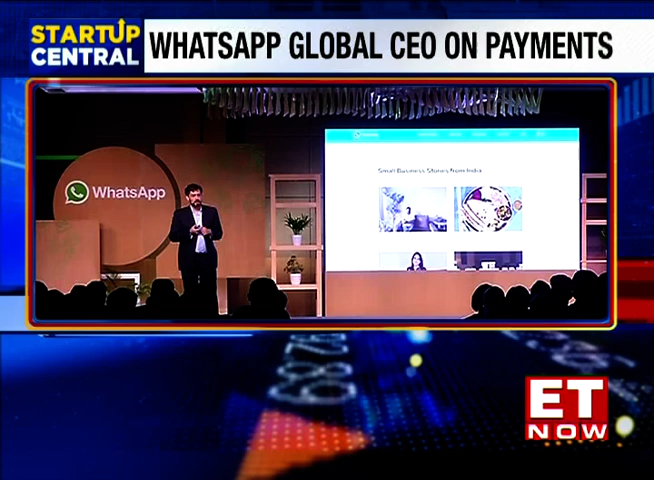 STARTUP
CENTRAL
WHATSAPP GLOBAL CEO ON PAYMENTS
WhatsApp
Small Business Stories from India
ET
NOW